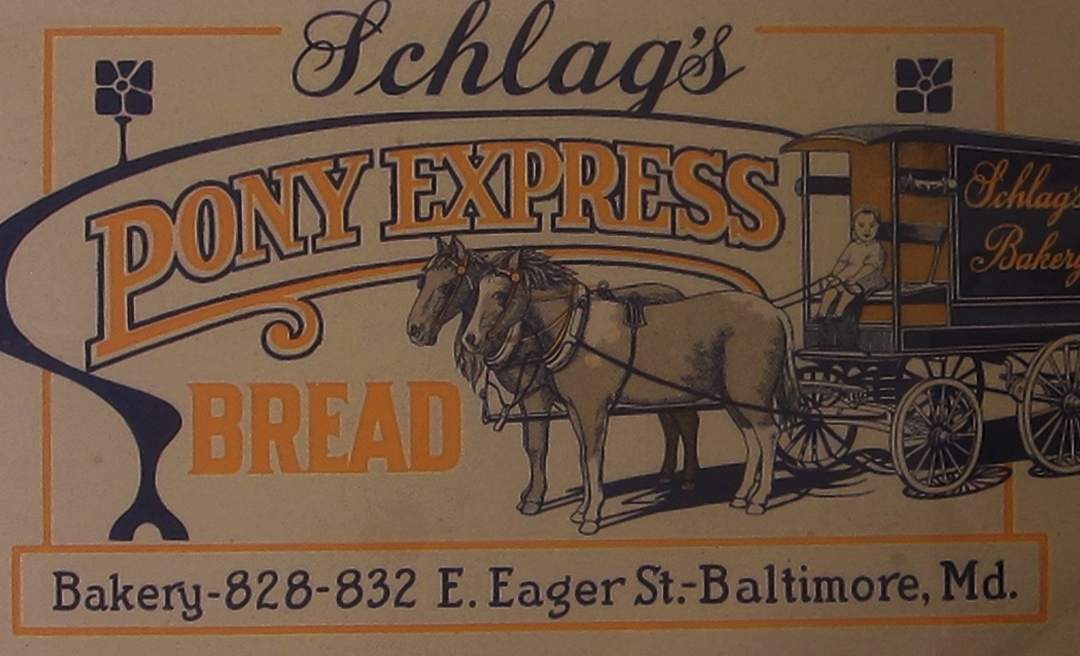 Schlag's
PONY EXPRESS
BREAD
Schlag's
Bakery
Bakery-828-832 E. Eager St.-Baltimore, Md.